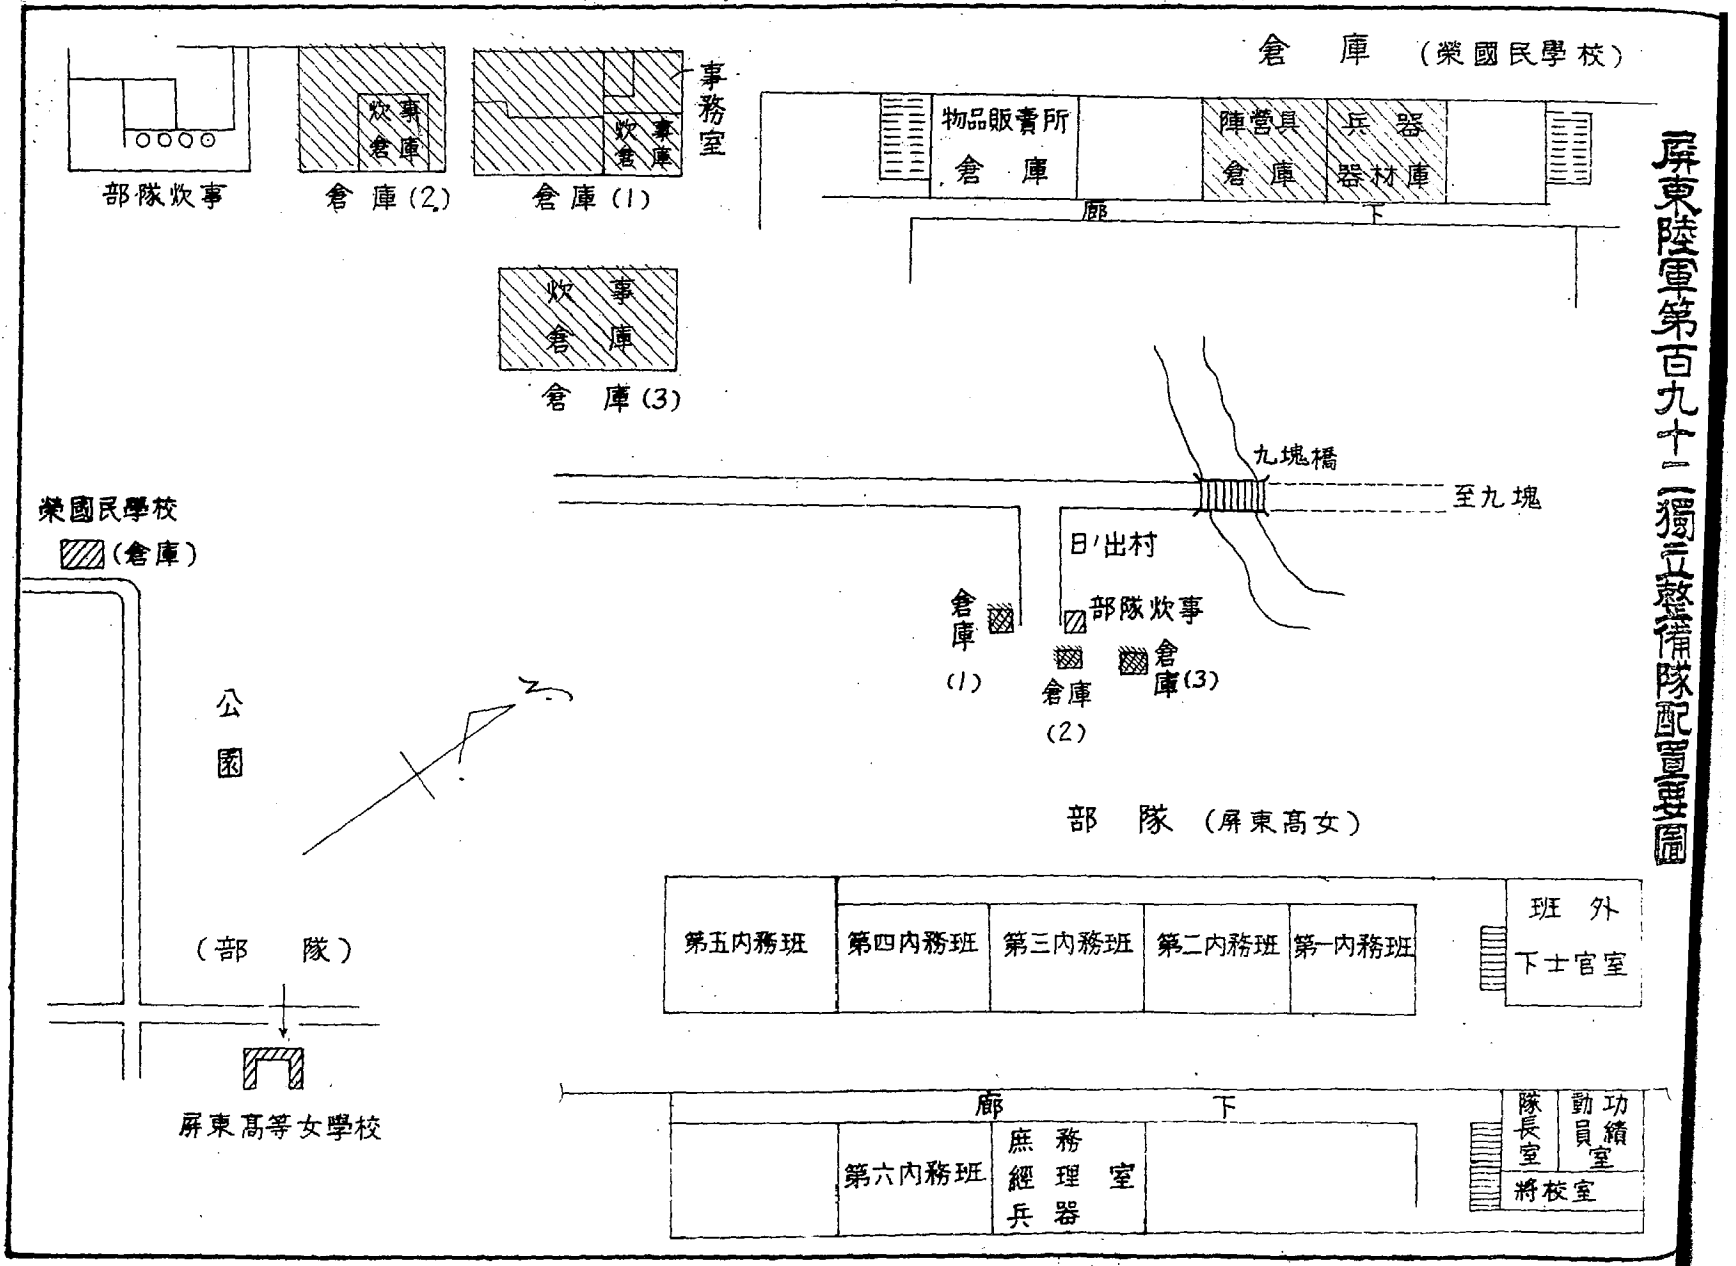 屏東陸軍第百九十二獨立整備隊配置要圖
倉庫（榮國民學校）
物品販賣所
倉庫
陣營具
倉庫
兵器
器材庫
廊下
事務室
炊事
倉庫
炊事
倉庫
部隊炊事
倉庫(2)
倉庫(1)
炊事
倉庫
倉庫(3)
九塊橋
至九塊
日ノ出村
榮國民學校
(倉庫)
倉庫
(1)
部隊炊事
倉庫
(2)
倉庫(3)
公園
部隊（屏東高女）
第五內務班
第四內務班
第三內務班
第二內務班
第一內務班
班外
下士官室
（部隊）
屏東高等女學校
廊下
第六內務班
庶務
經理室
兵器
隊長室
功績
動員
室
將校室